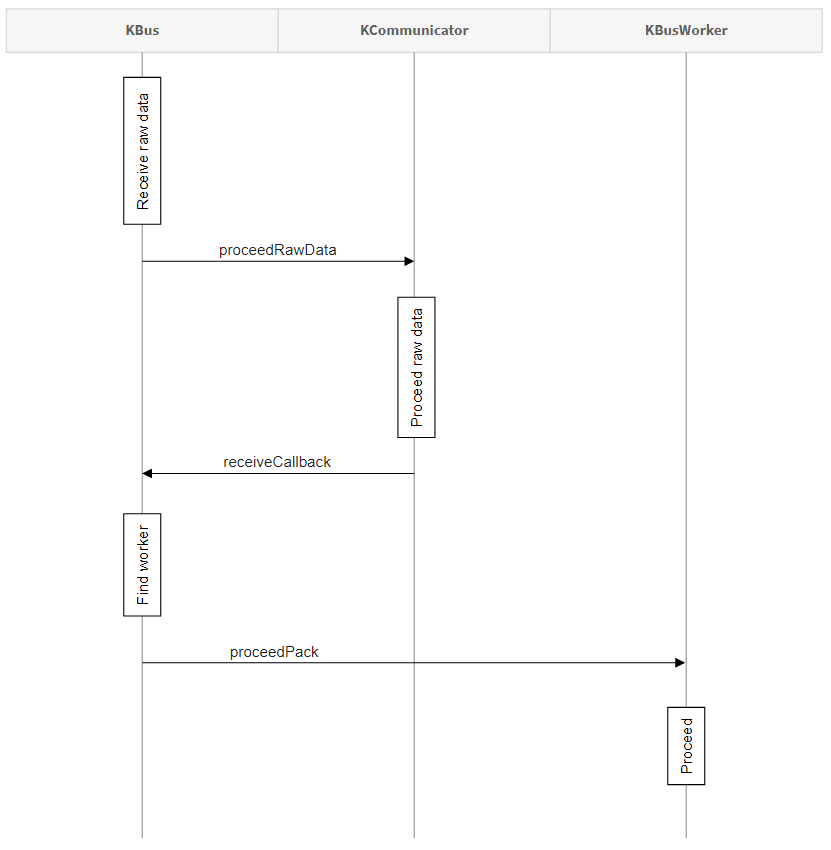 KBus
KCommunicator
KBusWorker
Receive raw data
proceedRawData
Proceed raw data
receiveCallback
Find worker
proceedPack
Proceed